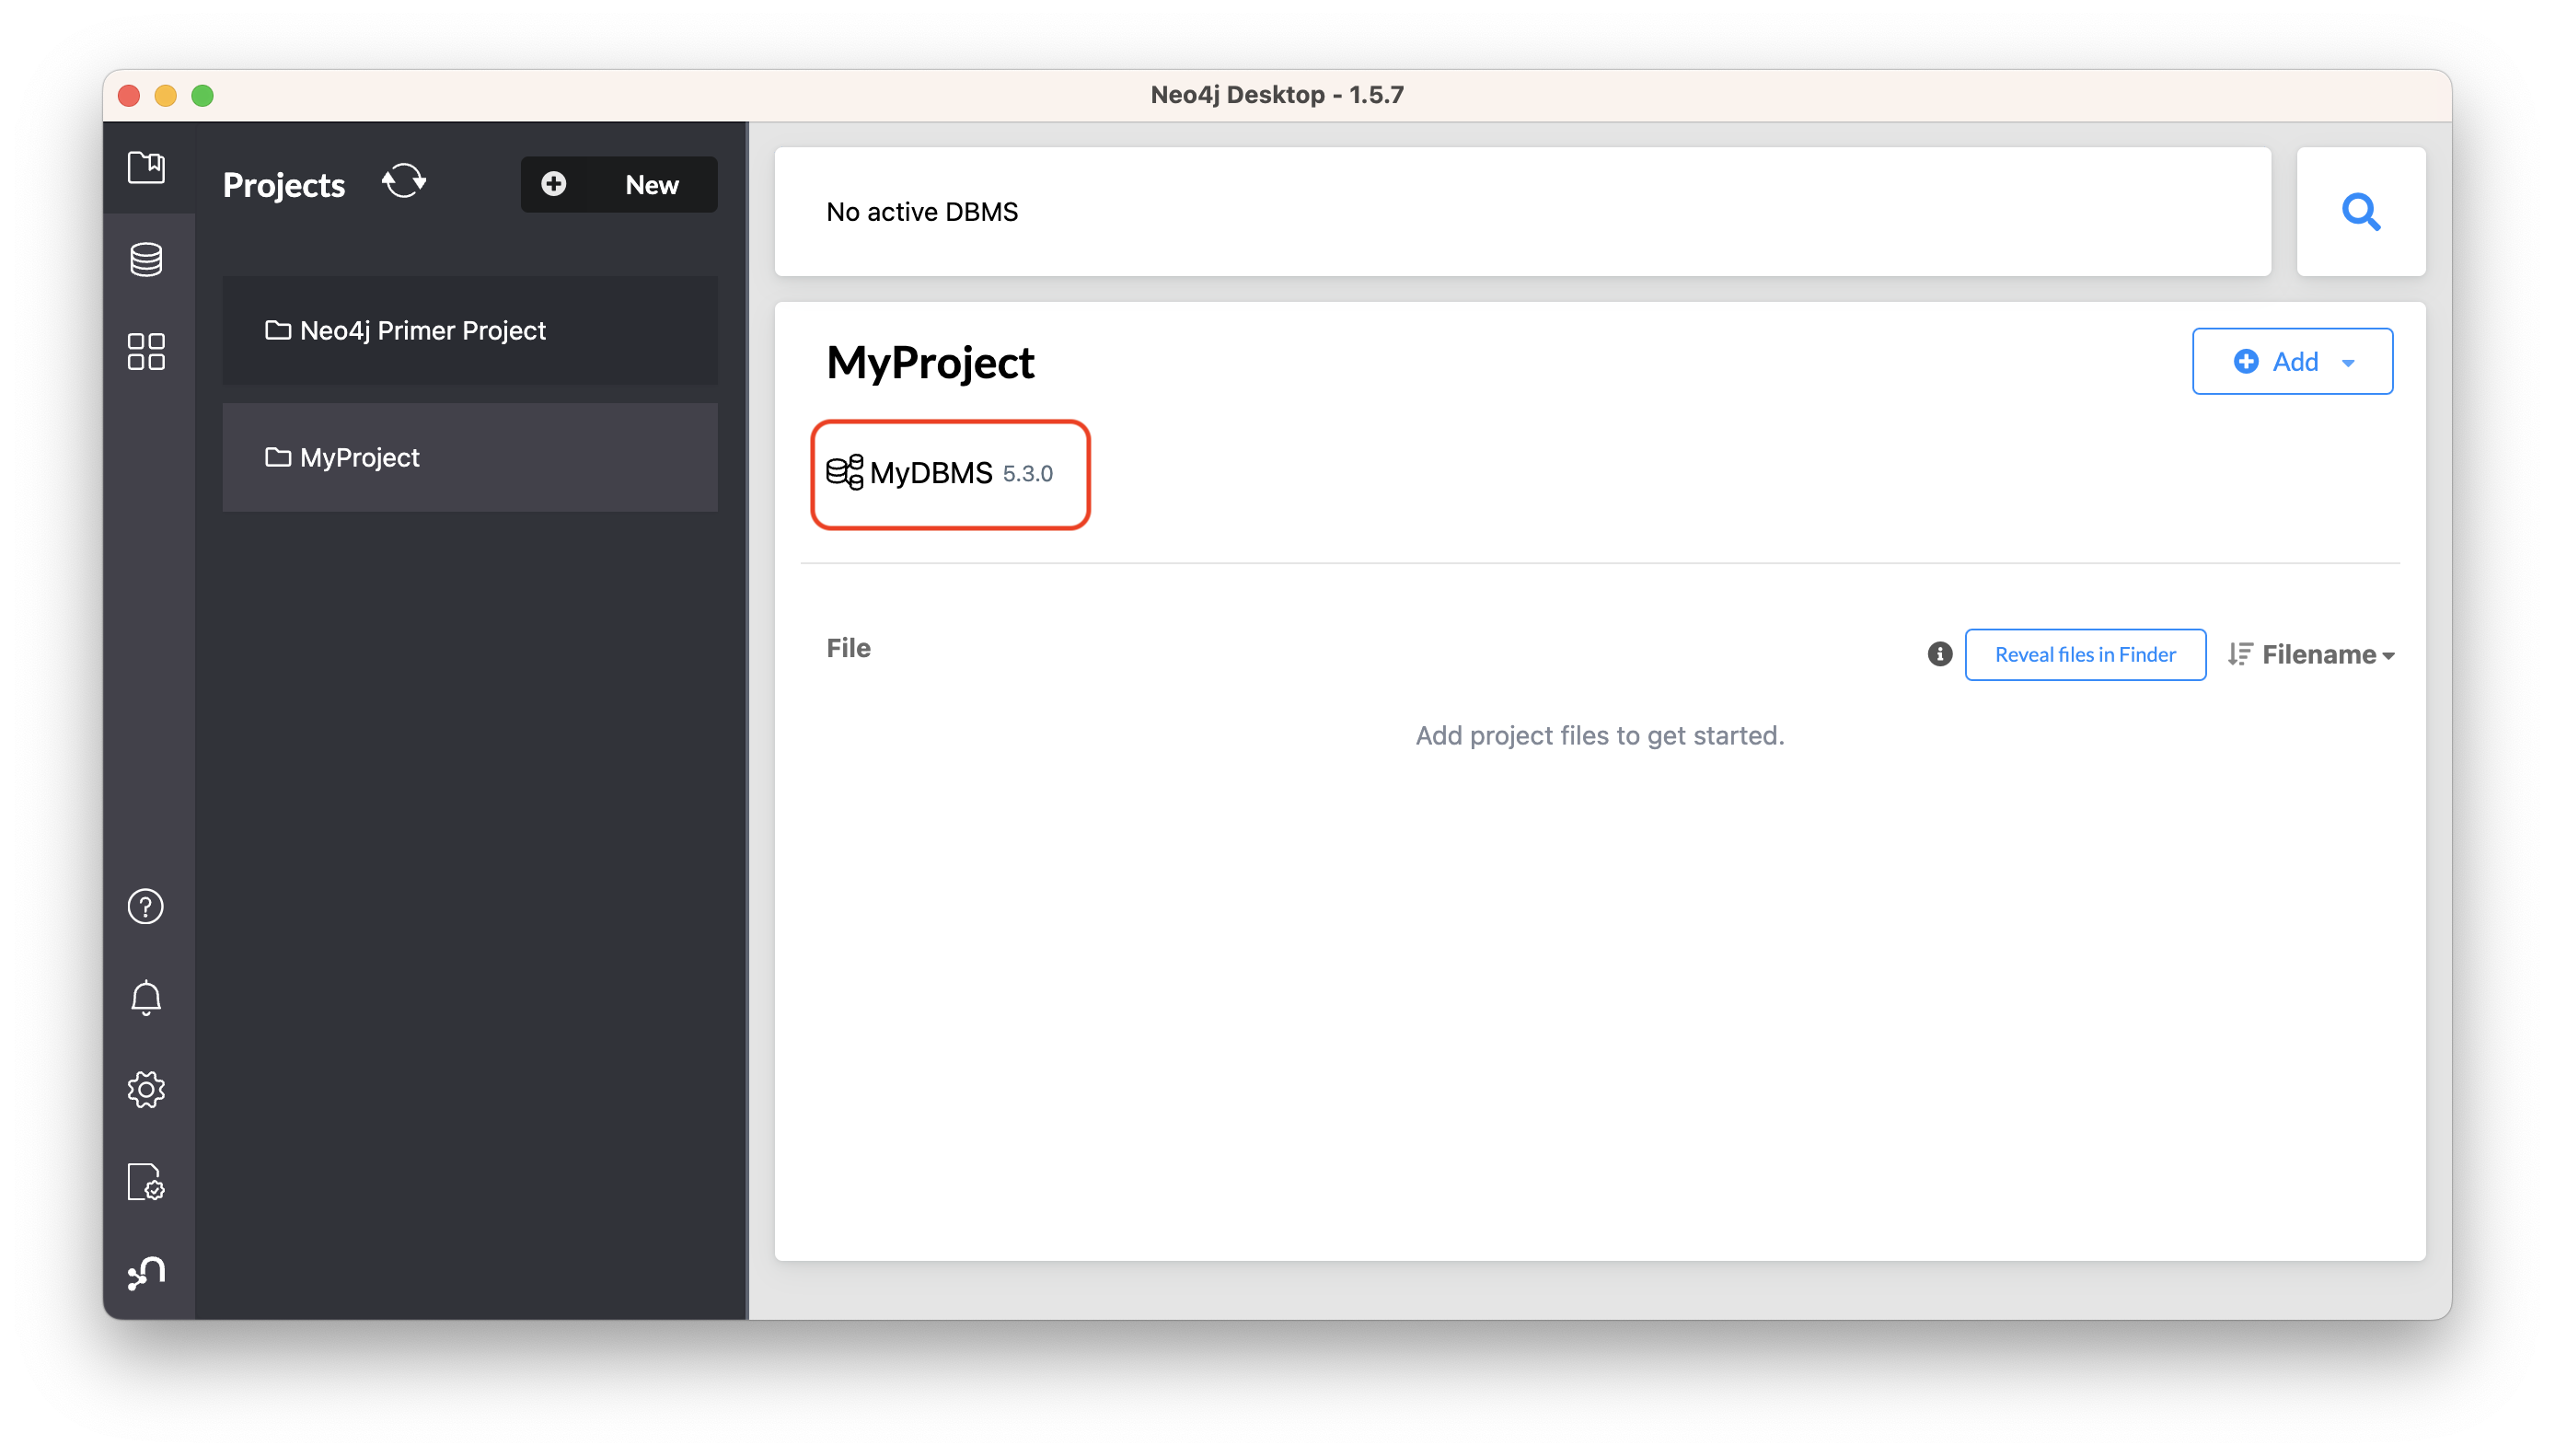 Neo4j Desktop - 1.5.7
Projects
New
Neo4j Primer Project
MyProject
No active DBMS
MyProject
Add
MyDBMS 5.3.0
File
Reveal files in Finder
Filename
Add project files to get started.